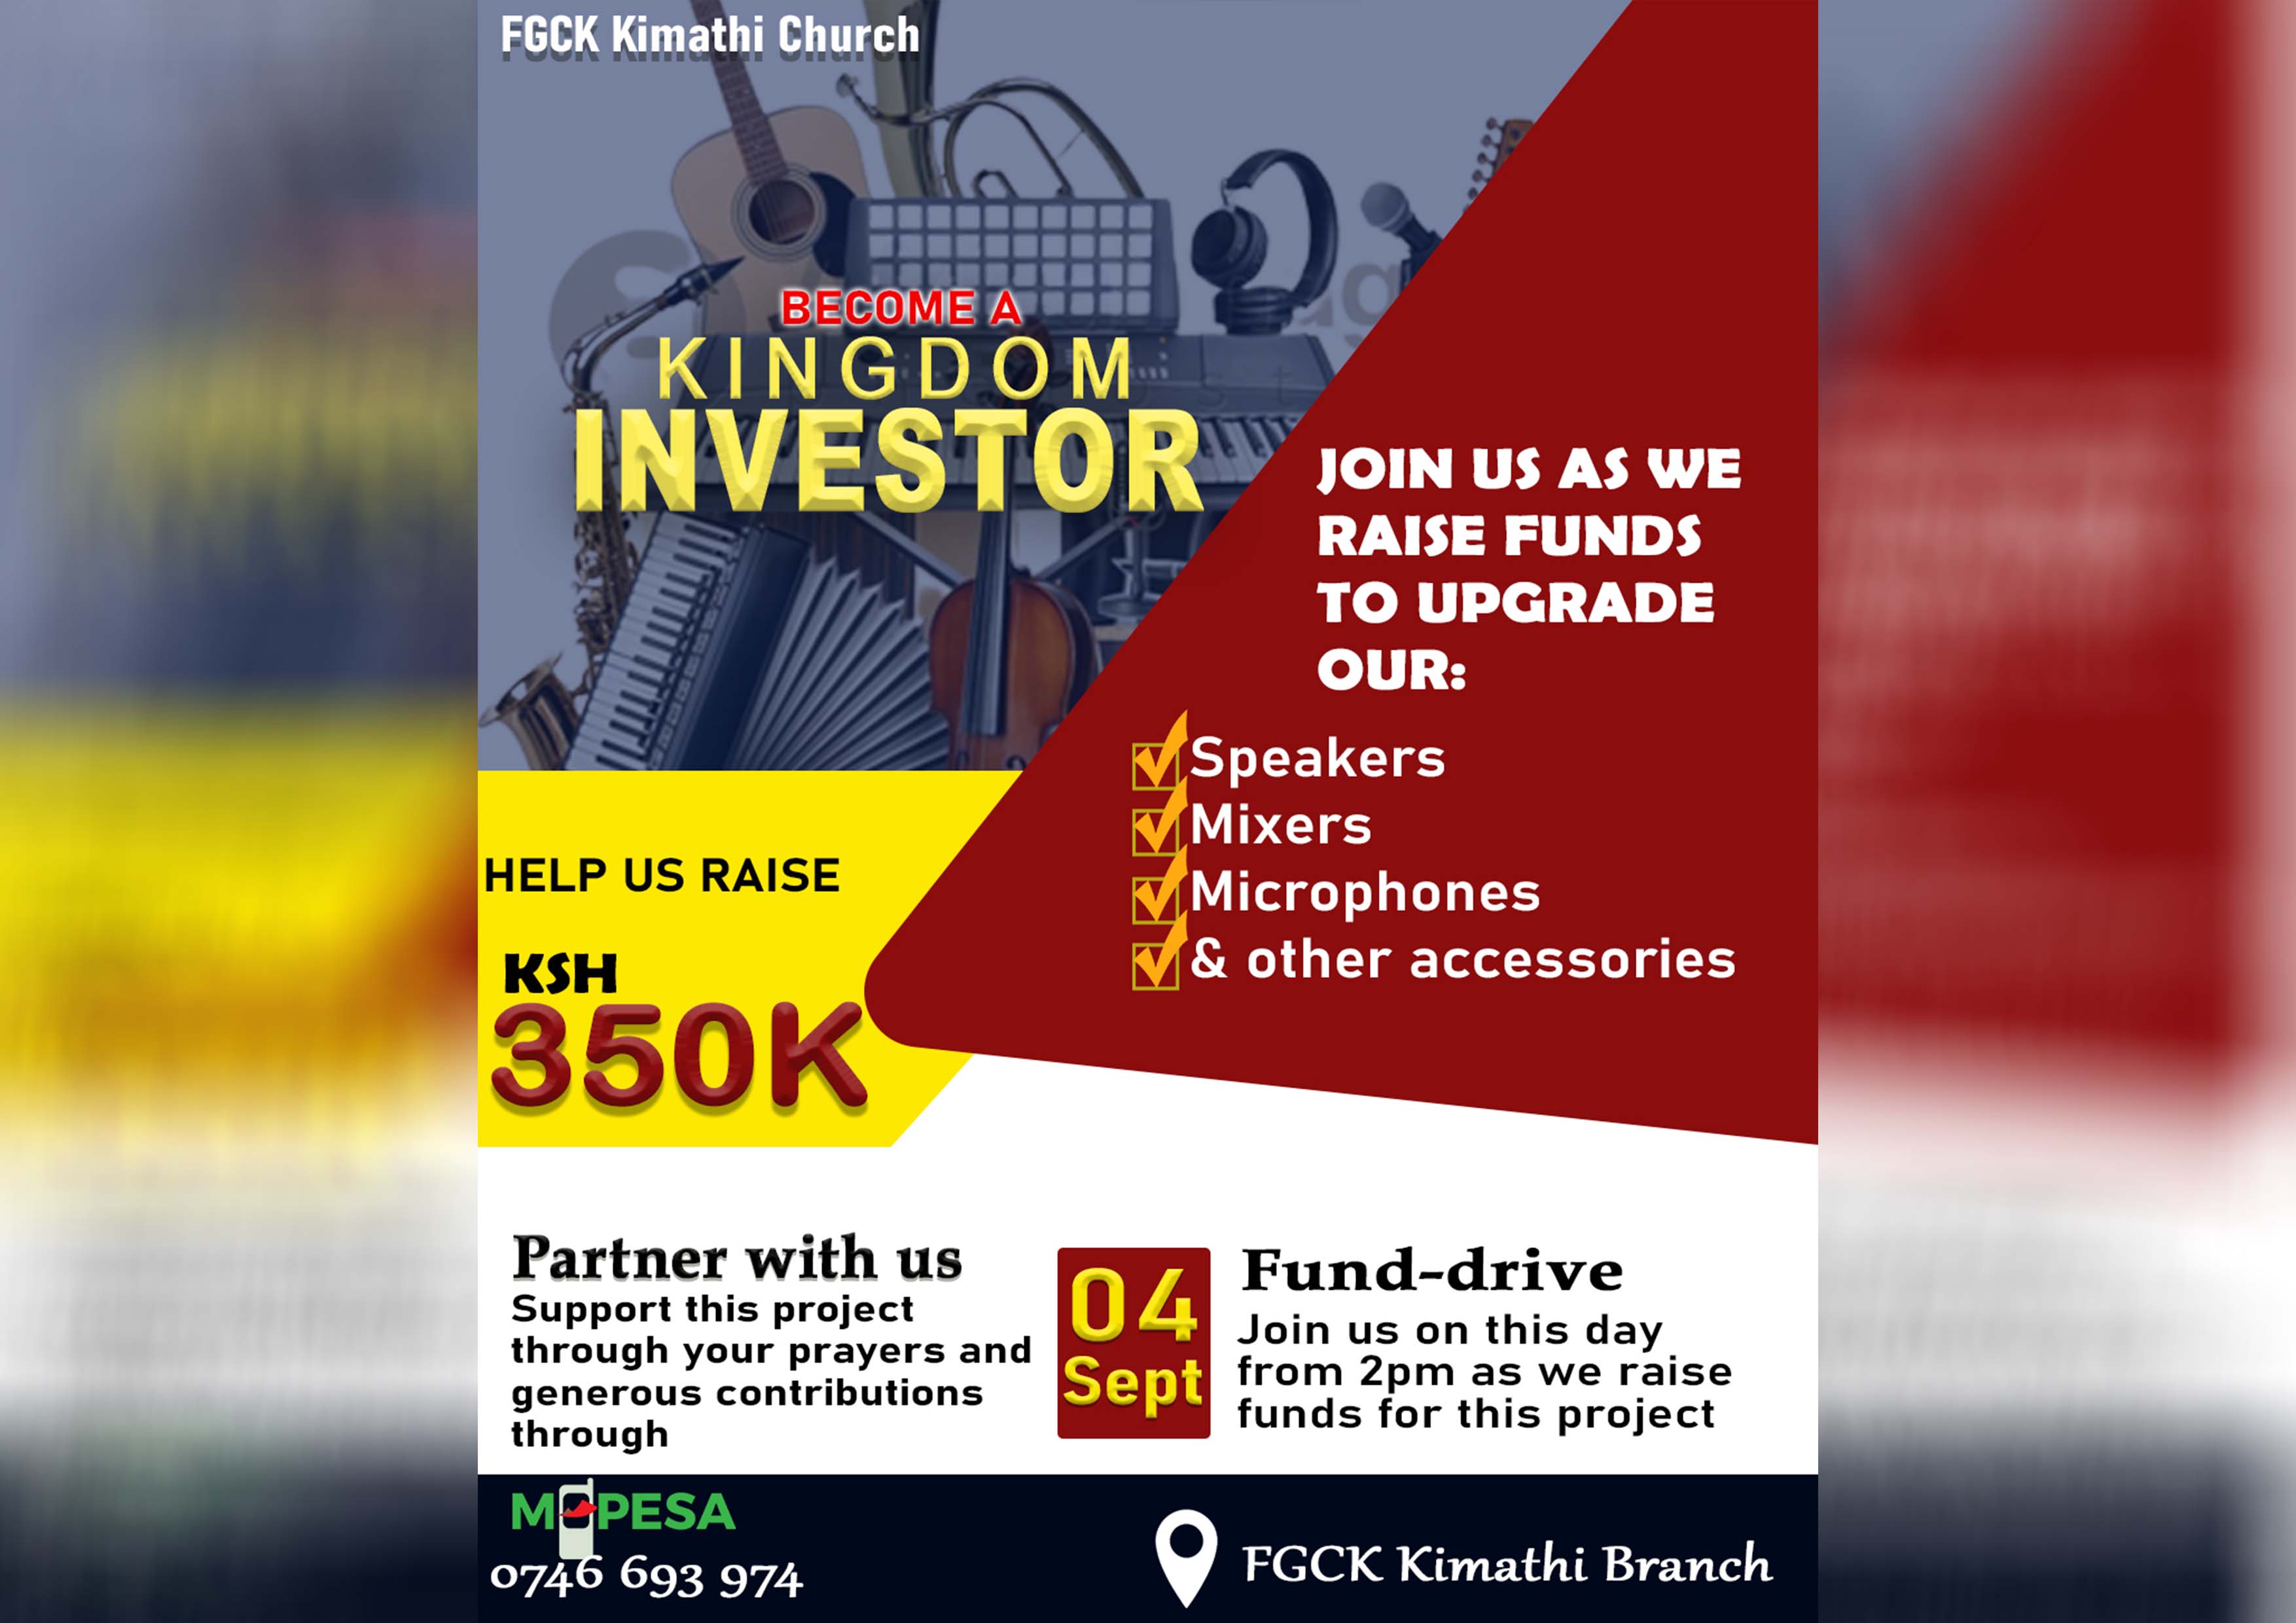 FGCK Kimathi Church
BECOME A
KINGDOM
INVESTOR
JOIN US AS WE
RAISE FUNDS
TO UPGRADE
OUR:
Speakers
Mixers
Microphones
& other accessories
HELP US RAISE
KSH
350K
Partner with us
Support this project
through your prayers and
generous contributions
through
04
Sept
Fund-drive
Join us on this day
from 2pm as we raise
funds for this project
M-PESA
0746 693 974
FGCK Kimathi Branch